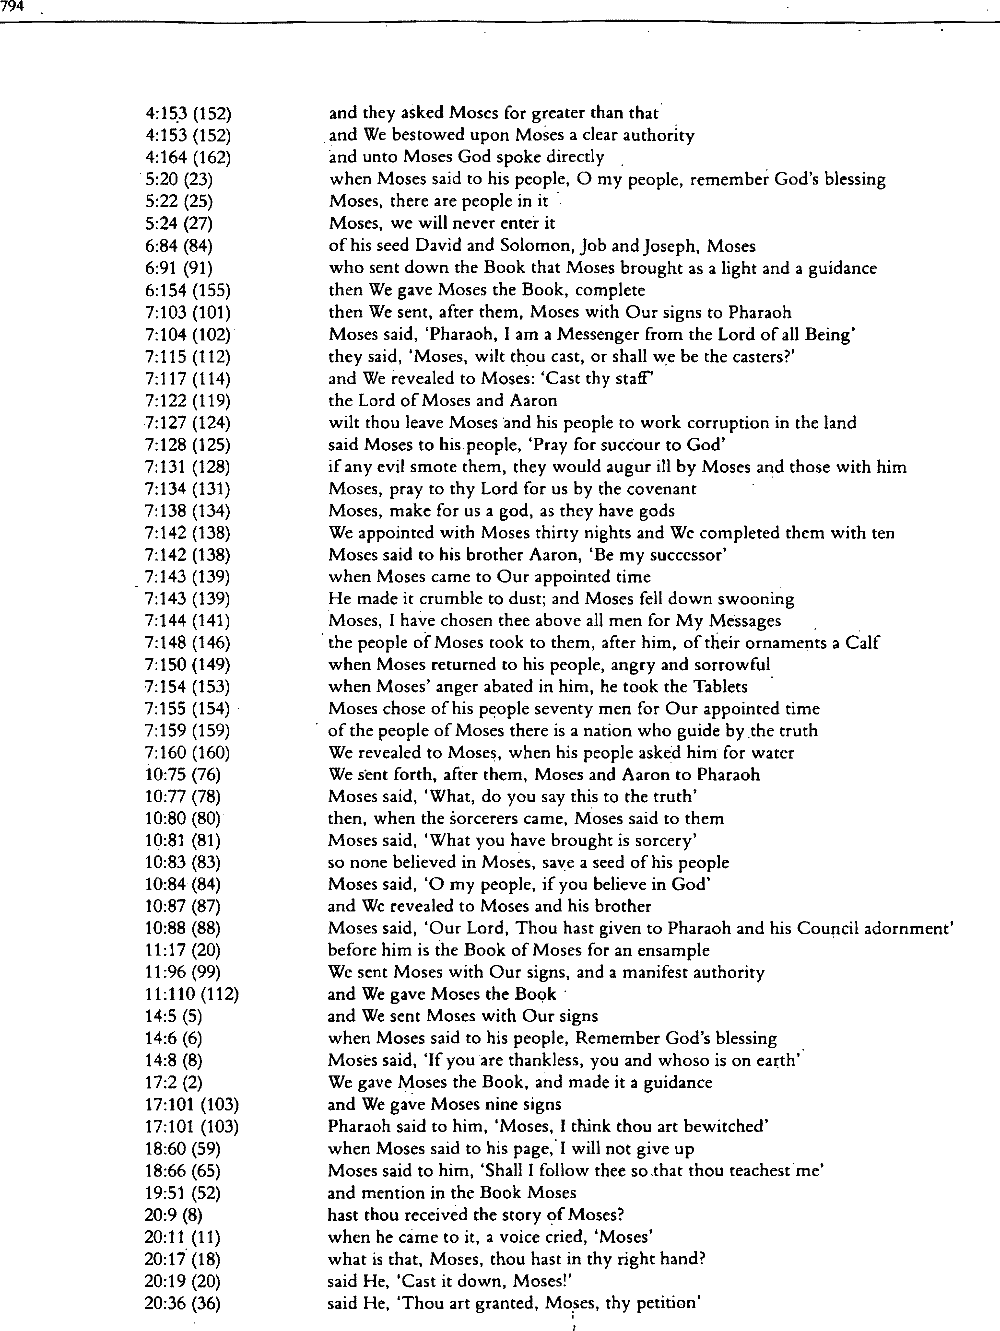 794
4:153 (152) and they asked Moses for greater than that
4:153 (152) and We bestowed upon Moses a clear authority
4:164 (162) and unto Moses God spoke directly
5:20 (23) when Moses said to his people, O my people, remember God's blessing
5:22 (25) Moses, there are people in it
5:24 (27) Moses, we will never enter it
6:84 (84) of his seed David and Solomon, Job and Joseph, Moses
6:91 (91) who sent down the Book that Moses brought as a light and a guidance
6:154 (155) then We gave Moses the Book, complete
7:103 (101) then We sent, after them, Moses with Our signs to Pharaoh
7:104 (102) Moses said, 'Pharaoh, I am a Messenger from the Lord of all Being'
7:115 (112) they said, 'Moses, wilt thou cast, or shall we be the casters?'
7:117 (114) and We revealed to Moses: 'Cast thy staff'
7:122 (119) the Lord of Moses and Aaron
7:127 (124) wilt thou leave Moses and his people to work corruption in the land
7:128 (125) said Moses to his people, 'Pray for succour to God'
7:131 (128) if any evil smote them, they would augur ill by Moses and those with him
7:134 (131) Moses, pray to thy Lord for us by the covenant
7:138 (134) Moses, make for us a god, as they have gods
7:142 (138) We appointed with Moses thirty nights and We completed them with ten
7:142 (138) Moses said to his brother Aaron, 'Be my successor'
7:143 (139) when Moses came to Our appointed time
7:143 (139) He made it crumble to dust; and Moses fell down swooning
7:144 (141) Moses, I have chosen thee above all men for My Messages
7:148 (146) the people of Moses took to them, after him, of their ornaments a Calf
7:150 (149) when Moses returned to his people, angry and sorrowful
7:154 (153) when Moses' anger abated in him, he took the Tablets
7:155 (154) Moses chose of his people seventy men for Our appointed time
7:159 (159) of the people of Moses there is a nation who guide by the truth
7:160 (160) We revealed to Moses, when his people asked him for water
10:75 (76) We sent forth, after them, Moses and Aaron to Pharaoh
10:77 (78) Moses said, 'What, do you say this to the truth'
10:80 (80) then, when the sorcerers came, Moses said to them
10:81 (81) Moses said, 'What you have brought is sorcery'
10:83 (83) so none believed in Moses, save a seed of his people
10:84 (84) Moses said, 'O my people, if you believe in God'
10:87 (87) and We revealed to Moses and his brother
10:88 (88) Moses said, 'Our Lord, Thou hast given to Pharaoh and his Council adornment'
11:17 (20) before him is the Book of Moses for an ensample
11:96 (99) We sent Moses with Our signs, and a manifest authority
11:110 (112) and We gave Moses the Book
14:5 (5) and We sent Moses with Our signs
14:6 (6) when Moses said to his people, Remember God's blessing
14:8 (8) Moses said, 'If you are thankless, you and whoso is on earth'
17:2 (2) We gave Moses the Book, and made it a guidance
17:101 (103) and We gave Moses nine signs
17:101 (103) Pharaoh said to him, 'Moses, I think thou art bewitched'
18:60 (59) when Moses said to his page, I will not give up
18:66 (65) Moses said to him, 'Shall I follow thee so that thou teachest me'
19:51 (52) and mention in the Book Moses
20:9 (8) hast thou received the story of Moses?
20:11 (11) when he came to it, a voice cried, 'Moses'
20:17 (18) what is that, Moses, thou hast in thy right hand?
20:19 (20) said He, 'Cast it down, Moses!'
20:36 (36) said He, 'Thou art granted, Moses, thy petition'